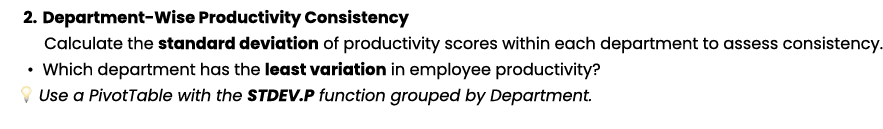 2. Department-Wise Productivity Consistency
Calculate the standard deviation of productivity scores within each department to assess consistency.
• Which department has the least variation in employee productivity?
💡 Use a PivotTable with the STDEV.P function grouped by Department.